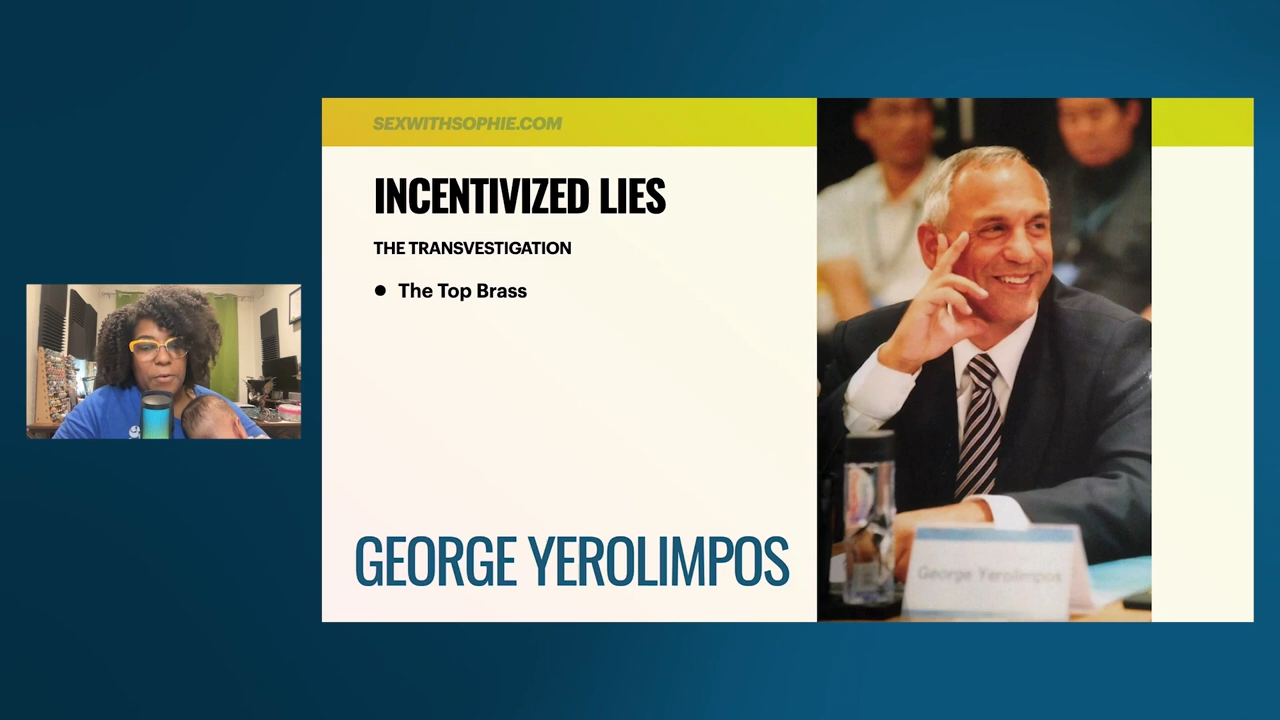 SEXWITHSOPHIE.COM
INCENTIVIZED LIES
THE TRANSVESTIGATION
● The Top Brass
GEORGE YEROLIMPOS
George Yerolimpos